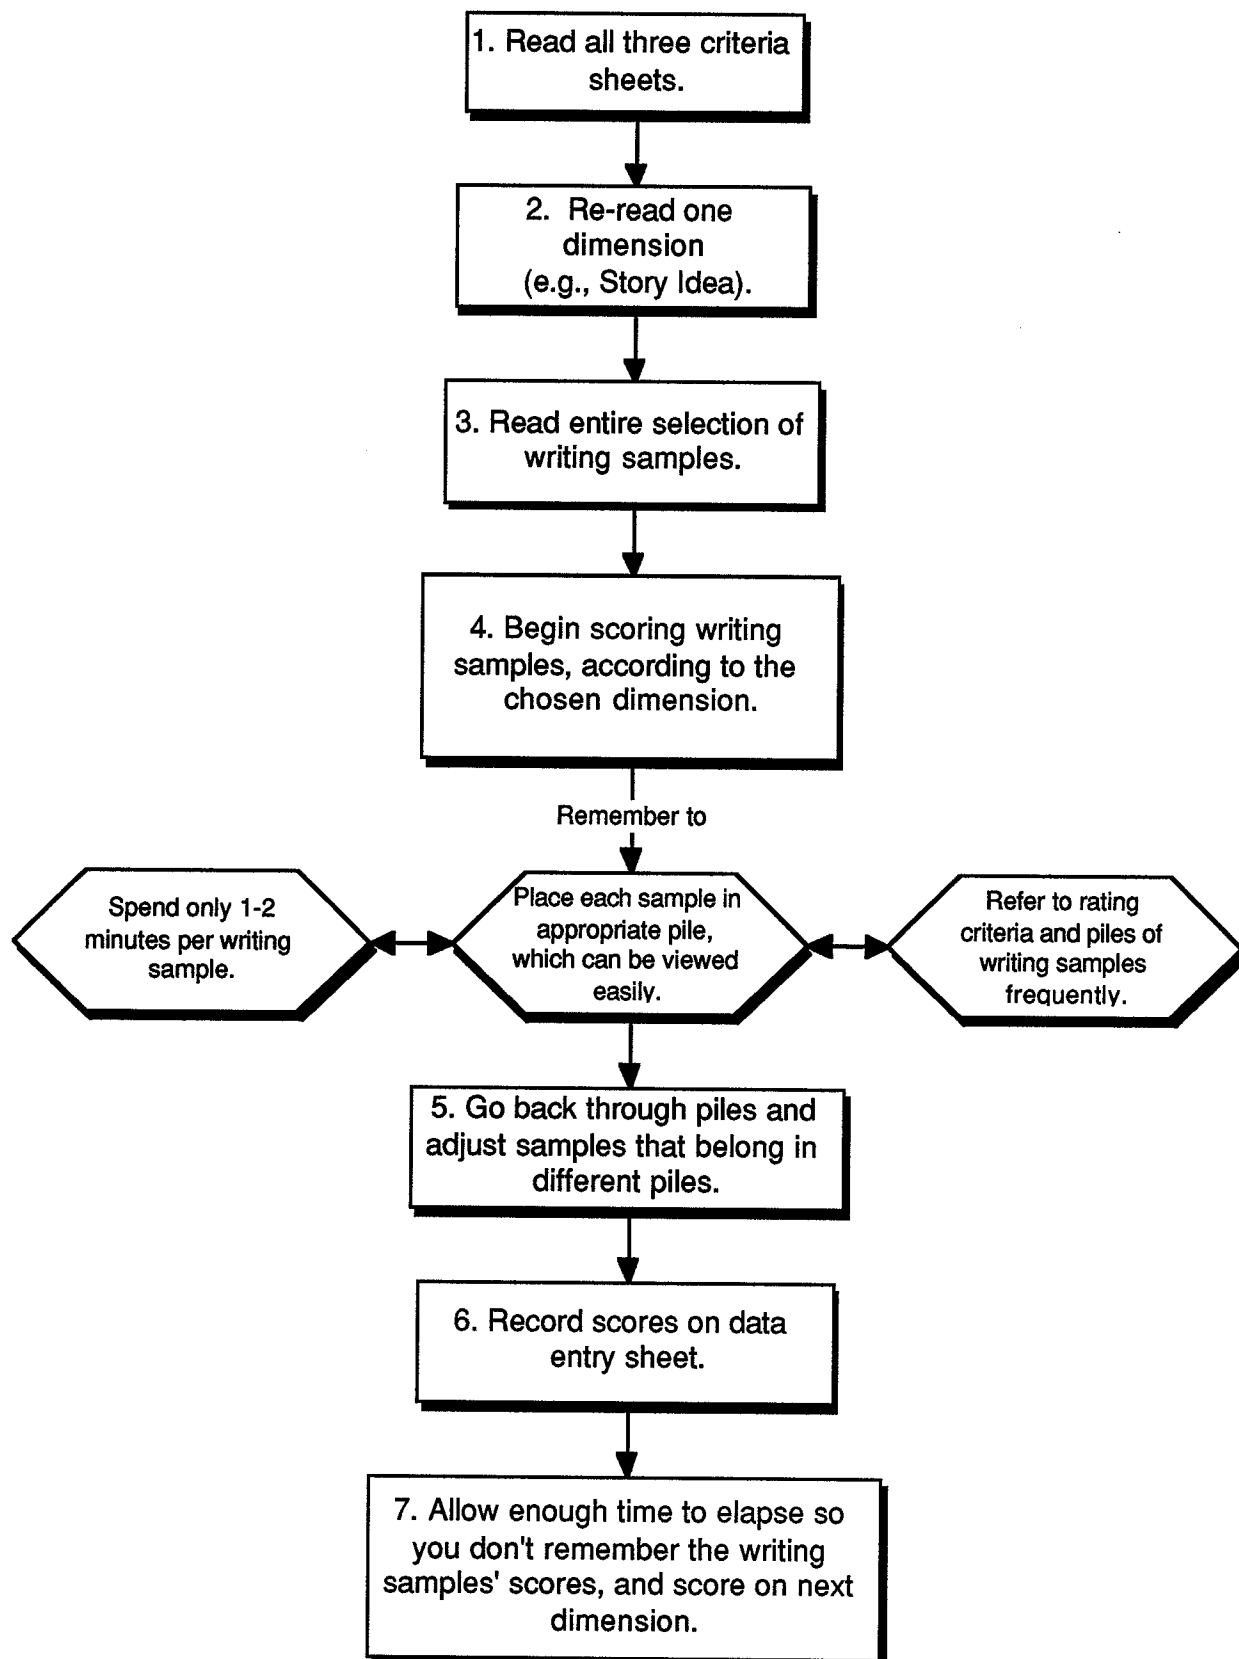 1. Read all three criteria
sheets.
2. Re-read one
dimension
(e.g., Story Idea).
3. Read entire selection of
writing samples.
4. Begin scoring writing
samples, according to the
chosen dimension.
Remember to
Spend only 1-2
minutes per writing
sample.
Place each sample in
appropriate pile,
which can be viewed
easily.
Refer to rating
criteria and piles of
writing samples
frequently.
5. Go back through piles and
adjust samples that belong in
different piles.
6. Record scores on data
entry sheet.
7. Allow enough time to elapse so
you don't remember the writing
samples' scores, and score on next
dimension.